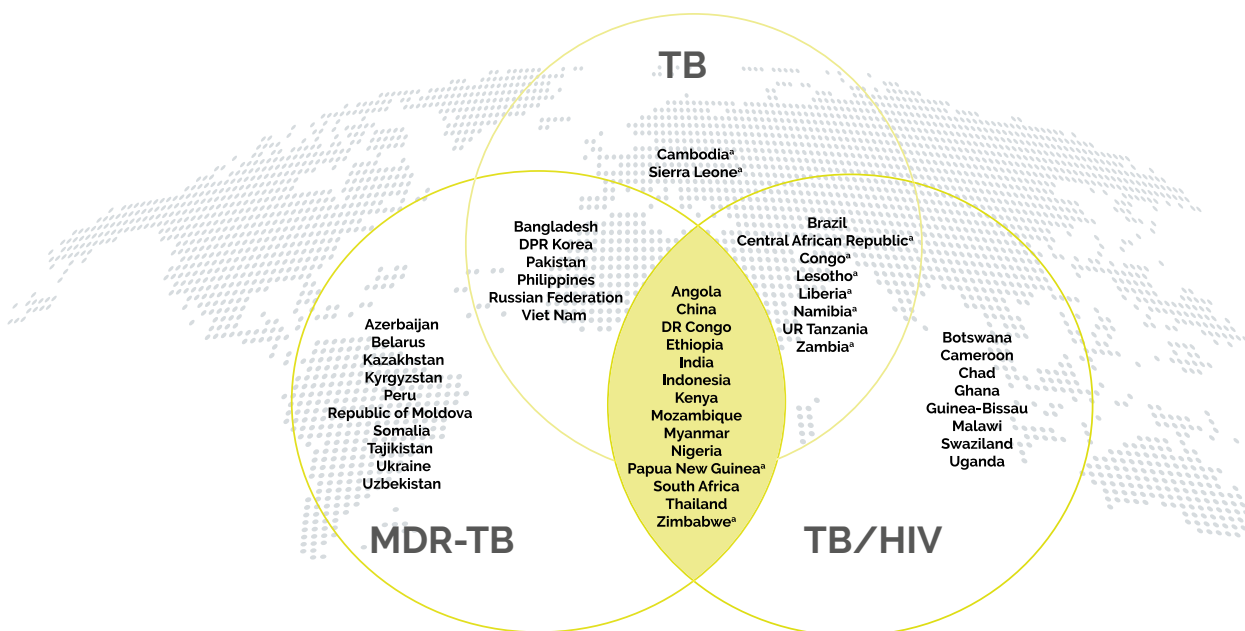 TB
Cambodiaᵃ
Sierra Leoneᵃ
Bangladesh
DPR Korea
Pakistan
Philippines
Russian Federation
Viet Nam
Brazil
Central African Republicᵃ
Congoᵃ
Lesothoᵃ
Liberiaᵃ
Namibiaᵃ
UR Tanzania
Zambiaᵃ
Angola
China
DR Congo
Ethiopia
India
Indonesia
Kenya
Mozambique
Myanmar
Nigeria
Papua New Guineaᵃ
South Africa
Thailand
Zimbabweᵃ
Azerbaijan
Belarus
Kazakhstan
Kyrgyzstan
Peru
Republic of Moldova
Somalia
Tajikistan
Ukraine
Uzbekistan
Botswana
Cameroon
Chad
Ghana
Guinea-Bissau
Malawi
Swaziland
Uganda
MDR-TB
TB/HIV